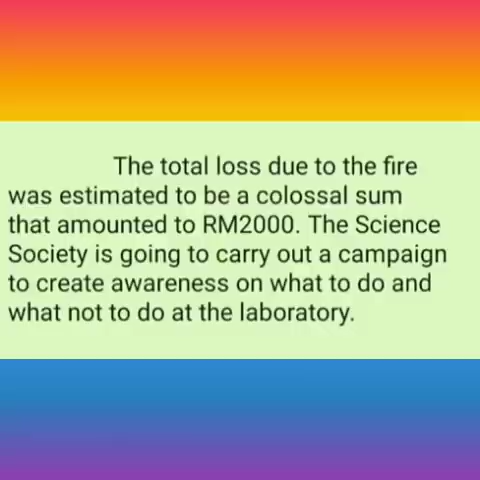 The total loss due to the fire
was estimated to be a colossal sum
that amounted to RM2000. The Science
Society is going to carry out a campaign
to create awareness on what to do and
what not to do at the laboratory.